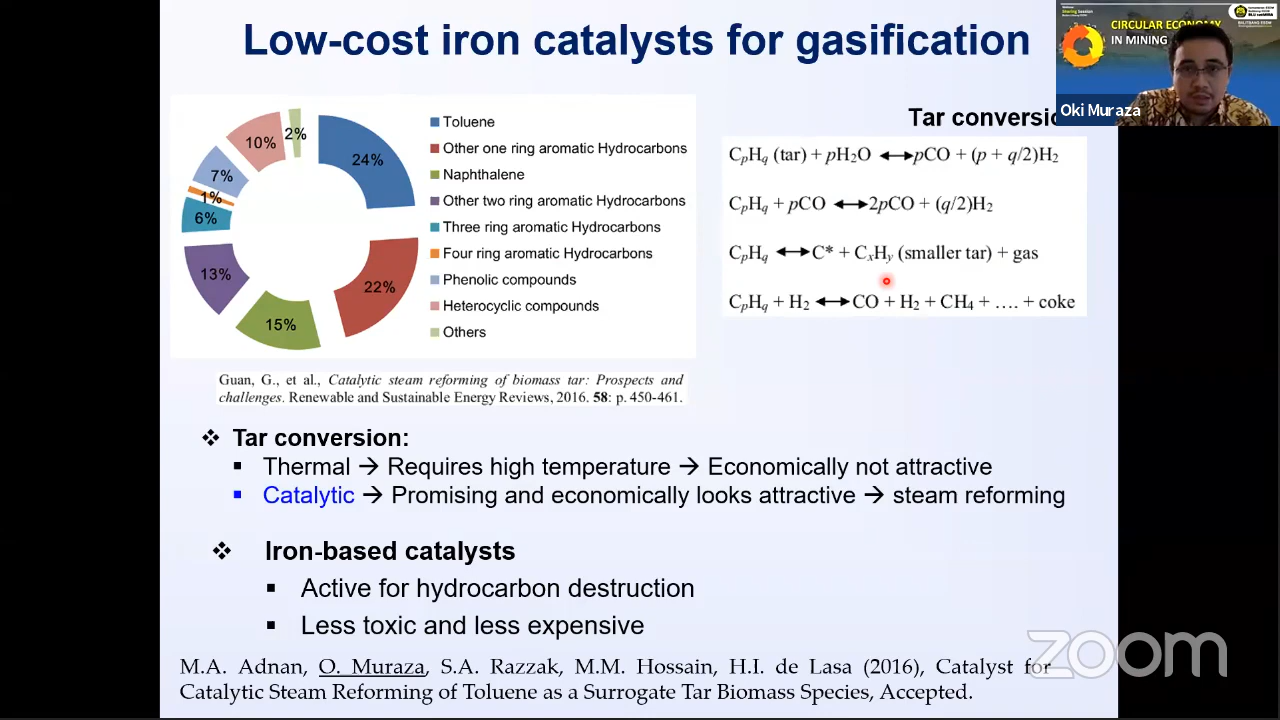 Low-cost iron catalysts for gasification
CIRCULAR ECONOMY
IN MINING
Oki Muraza
24%
22%
15%
13%
6%
1%
7%
10%
2%
Toluene
Other one ring aromatic Hydrocarbons
Naphthalene
Other two ring aromatic Hydrocarbons
Three ring aromatic Hydrocarbons
Four ring aromatic Hydrocarbons
Phenolic compounds
Heterocyclic compounds
Others
Tar conversio
CpHq (tar) + pH2O ↔ pCO + (p + q/2)H2
CpHq + pCO ↔ 2pCO + (q/2)H2
CpHq ↔ C* + CxHy (smaller tar) + gas
CpHq + H2 ↔ CO + H2 + CH4 + …. + coke
Guan, G., et al., Catalytic steam reforming of biomass tar: Prospects and
challenges. Renewable and Sustainable Energy Reviews, 2016. 58: p. 450-461.
❖ Tar conversion:
▪ Thermal → Requires high temperature → Economically not attractive
▪ Catalytic → Promising and economically looks attractive → steam reforming
❖ Iron-based catalysts
▪ Active for hydrocarbon destruction
▪ Less toxic and less expensive
M.A. Adnan, O. Muraza, S.A. Razzak, M.M. Hossain, H.I. de Lasa (2016), Catalyst for
Catalytic Steam Reforming of Toluene as a Surrogate Tar Biomass Species, Accepted.
zoom